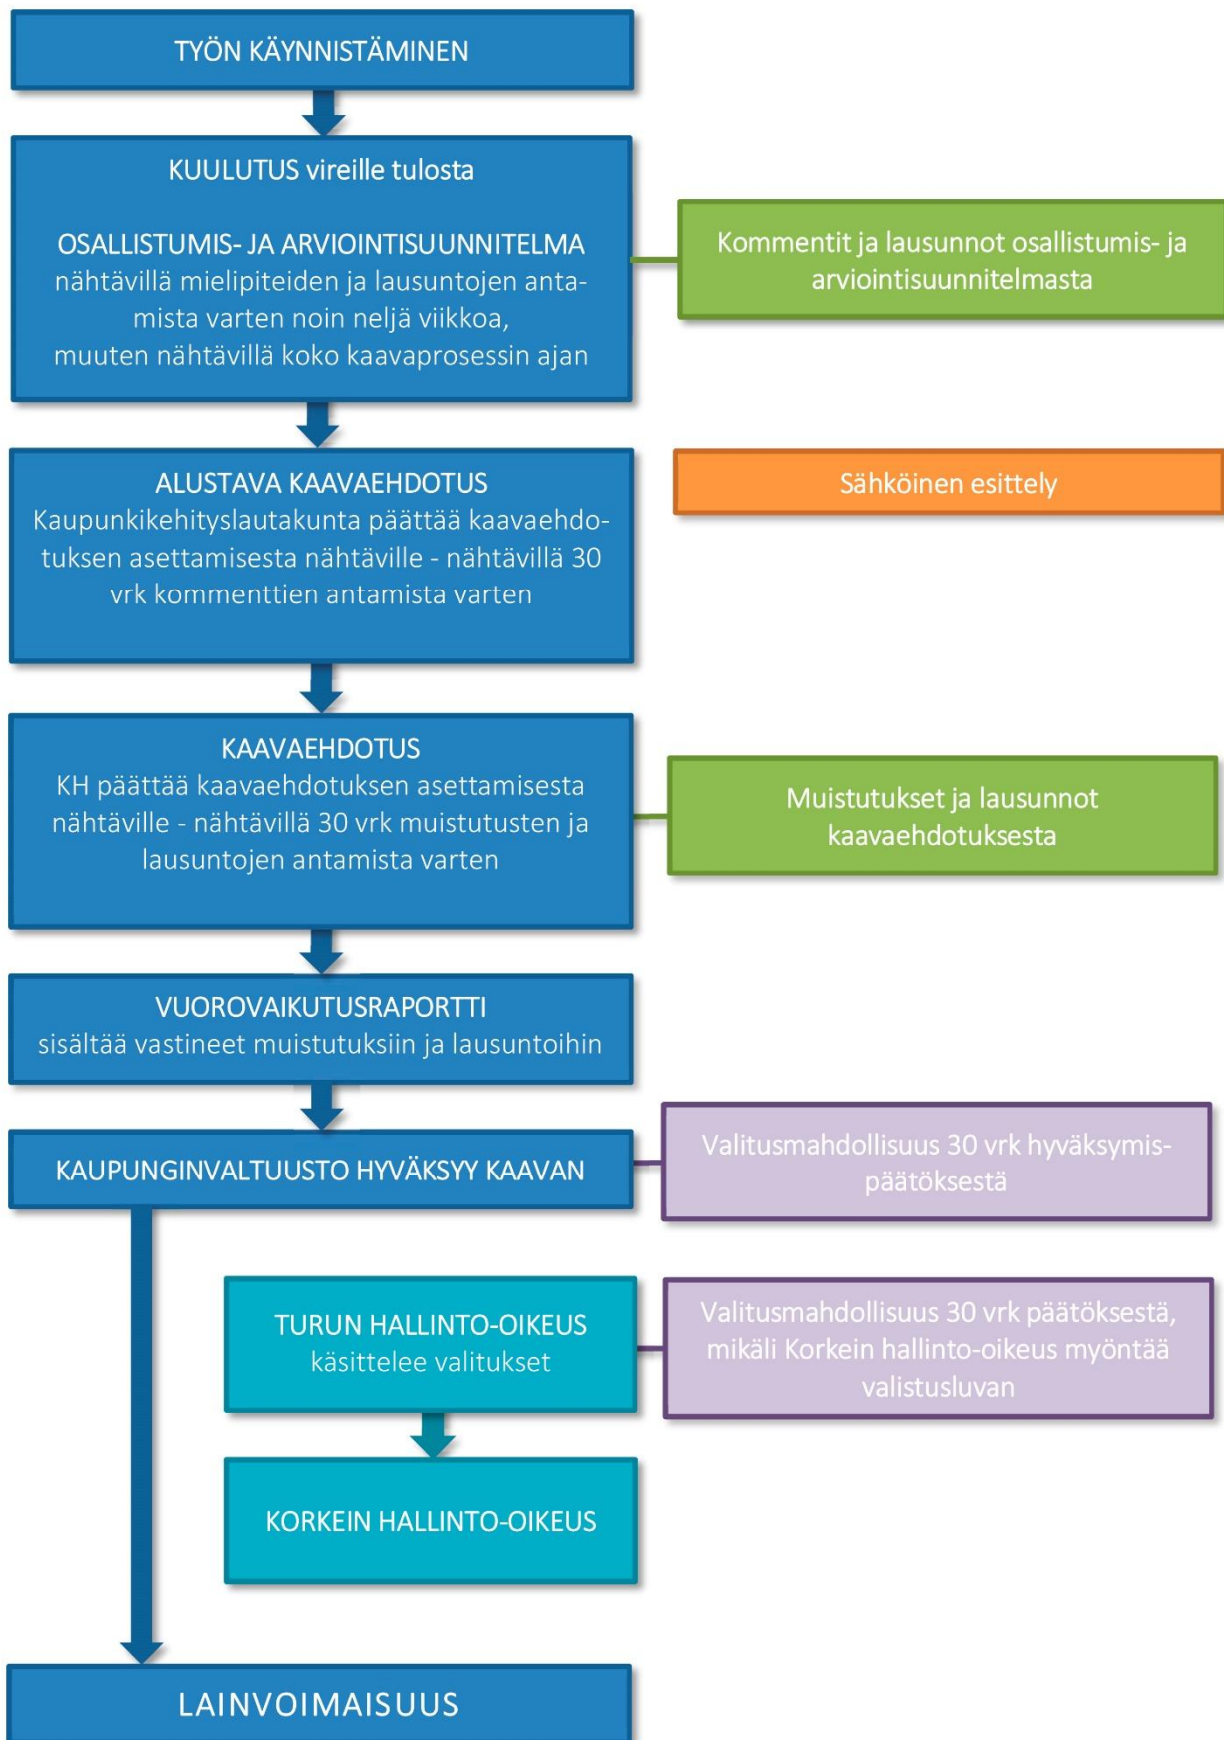 TYÖN KÄYNNISTÄMINEN
KUULUTUS vireille tulosta
OSALLISTUMIS- JA ARVIOINTISUUNNITELMA
nähtävillä mielipiteiden ja lausuntojen anta-
mista varten noin neljä viikkoa,
muuten nähtävillä koko kaavaprosessin ajan
Kommentit ja lausunnot osallistumis- ja
arviointisuunnitelmasta
ALUSTAVA KAAVAEHDOTUS
Kaupunkikehityslautakunta päättää kaavaehdo-
tuksen asettamisesta nähtäville - nähtävillä 30
vrk kommenttien antamista varten
Sähköinen esittely
KAAVAEHDOTUS
KH päättää kaavaehdotuksen asettamisesta
nähtäville - nähtävillä 30 vrk muistutusten ja
lausuntojen antamista varten
Muistutukset ja lausunnot
kaavaehdotuksesta
VUOROVAIKUTUSRAPORTTI
sisältää vastineet muistutuksiin ja lausuntoihin
KAUPUNGINVALTUUSTO HYVÄKSYY KAAVAN
Valitusmahdollisuus 30 vrk hyväksymis-
päätöksestä
TURUN HALLINTO-OIKEUS
käsittelee valitukset
Valitusmahdollisuus 30 vrk päätöksestä,
mikäli Korkein hallinto-oikeus myöntää
valistusluvan
KORKEIN HALLINTO-OIKEUS
LAINVOIMAISUUS